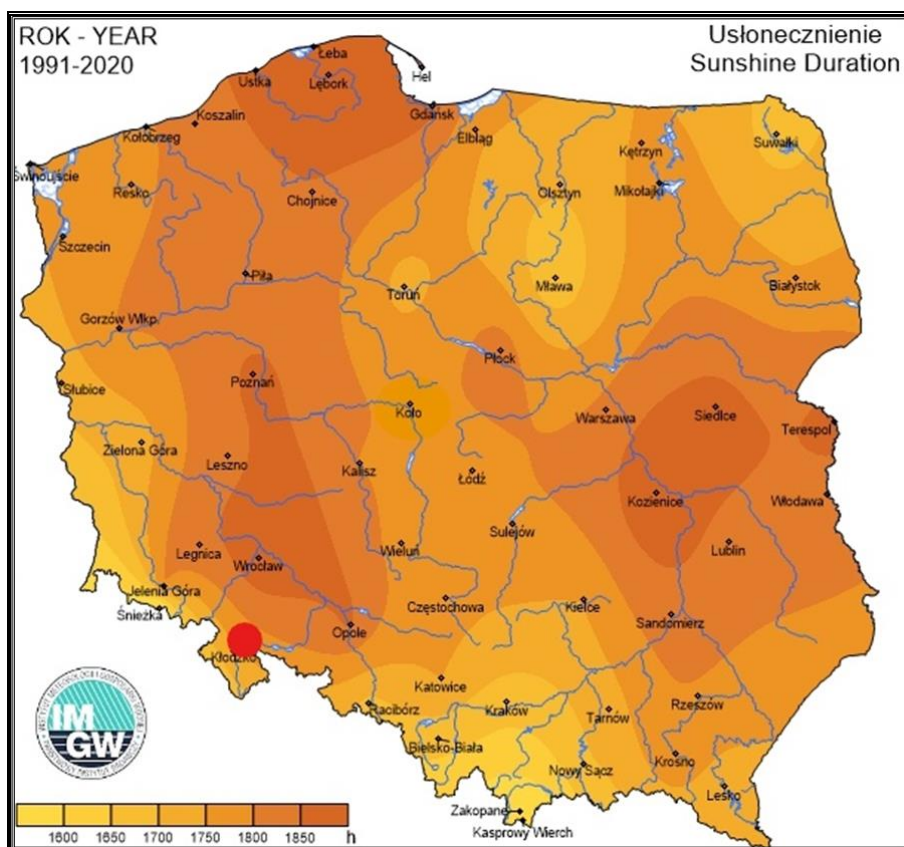 ROK - YEAR
1991-2020
Usłonecznienie
Sunshine Duration
Łeba
Hel
Ustka
Lębork
Gdańsk
Koszalin
Kołobrzeg
Elbląg
Kętrzyn
Suwałki
Świnoujście
Resko
Chojnice
Olsztyn
Mikołajki
Szczecin
Piła
Toruń
Mława
Białystok
Gorzów Wlkp.
Płock
Słubice
Poznań
Koło
Warszawa
Siedlce
Terespol
Zielona Góra
Leszno
Kalisz
Łódź
Kozienice
Włodawa
Sulejów
Legnica
Wrocław
Wieluń
Lublin
Jelenia Góra
Śnieżka
Częstochowa
Kielce
Sandomierz
Opole
Kłodzko
Katowice
Racibórz
Kraków
Tarnów
Rzeszów
IM
GW
Bielsko-Biała
Nowy Sącz
Krosno
Lesko
Zakopane
Kasprowy Wierch
1600 1650 1700 1750 1800 1850 h